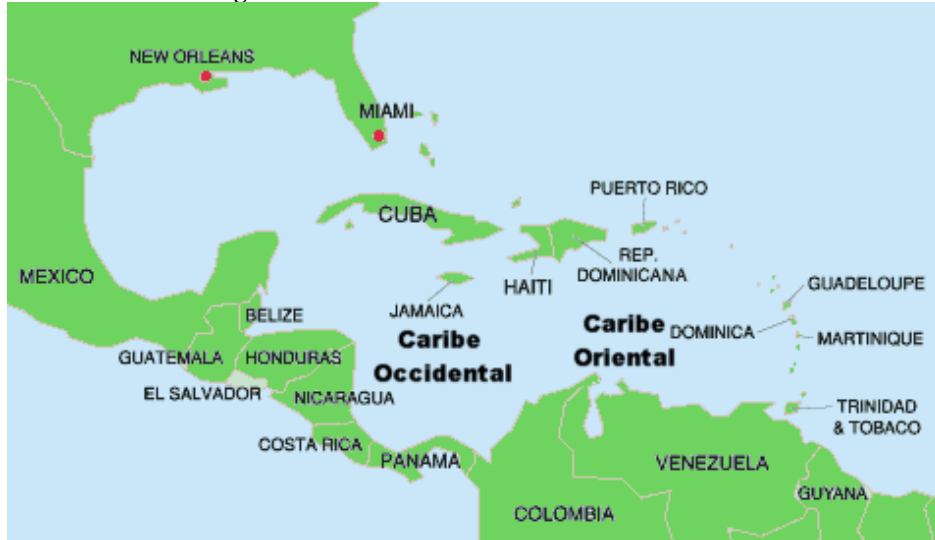 NEW ORLEANS
MIAMI
PUERTO RICO
CUBA
REP.
DOMINICANA
MEXICO
HAITI
GUADELOUPE
JAMAICA
BELIZE
Caribe
Occidental
Caribe
Oriental
DOMINICA
MARTINIQUE
GUATEMALA
HONDURAS
EL SALVADOR
NICARAGUA
TRINIDAD
& TOBACO
COSTA RICA
PANAMA
VENEZUELA
GUYANA
COLOMBIA